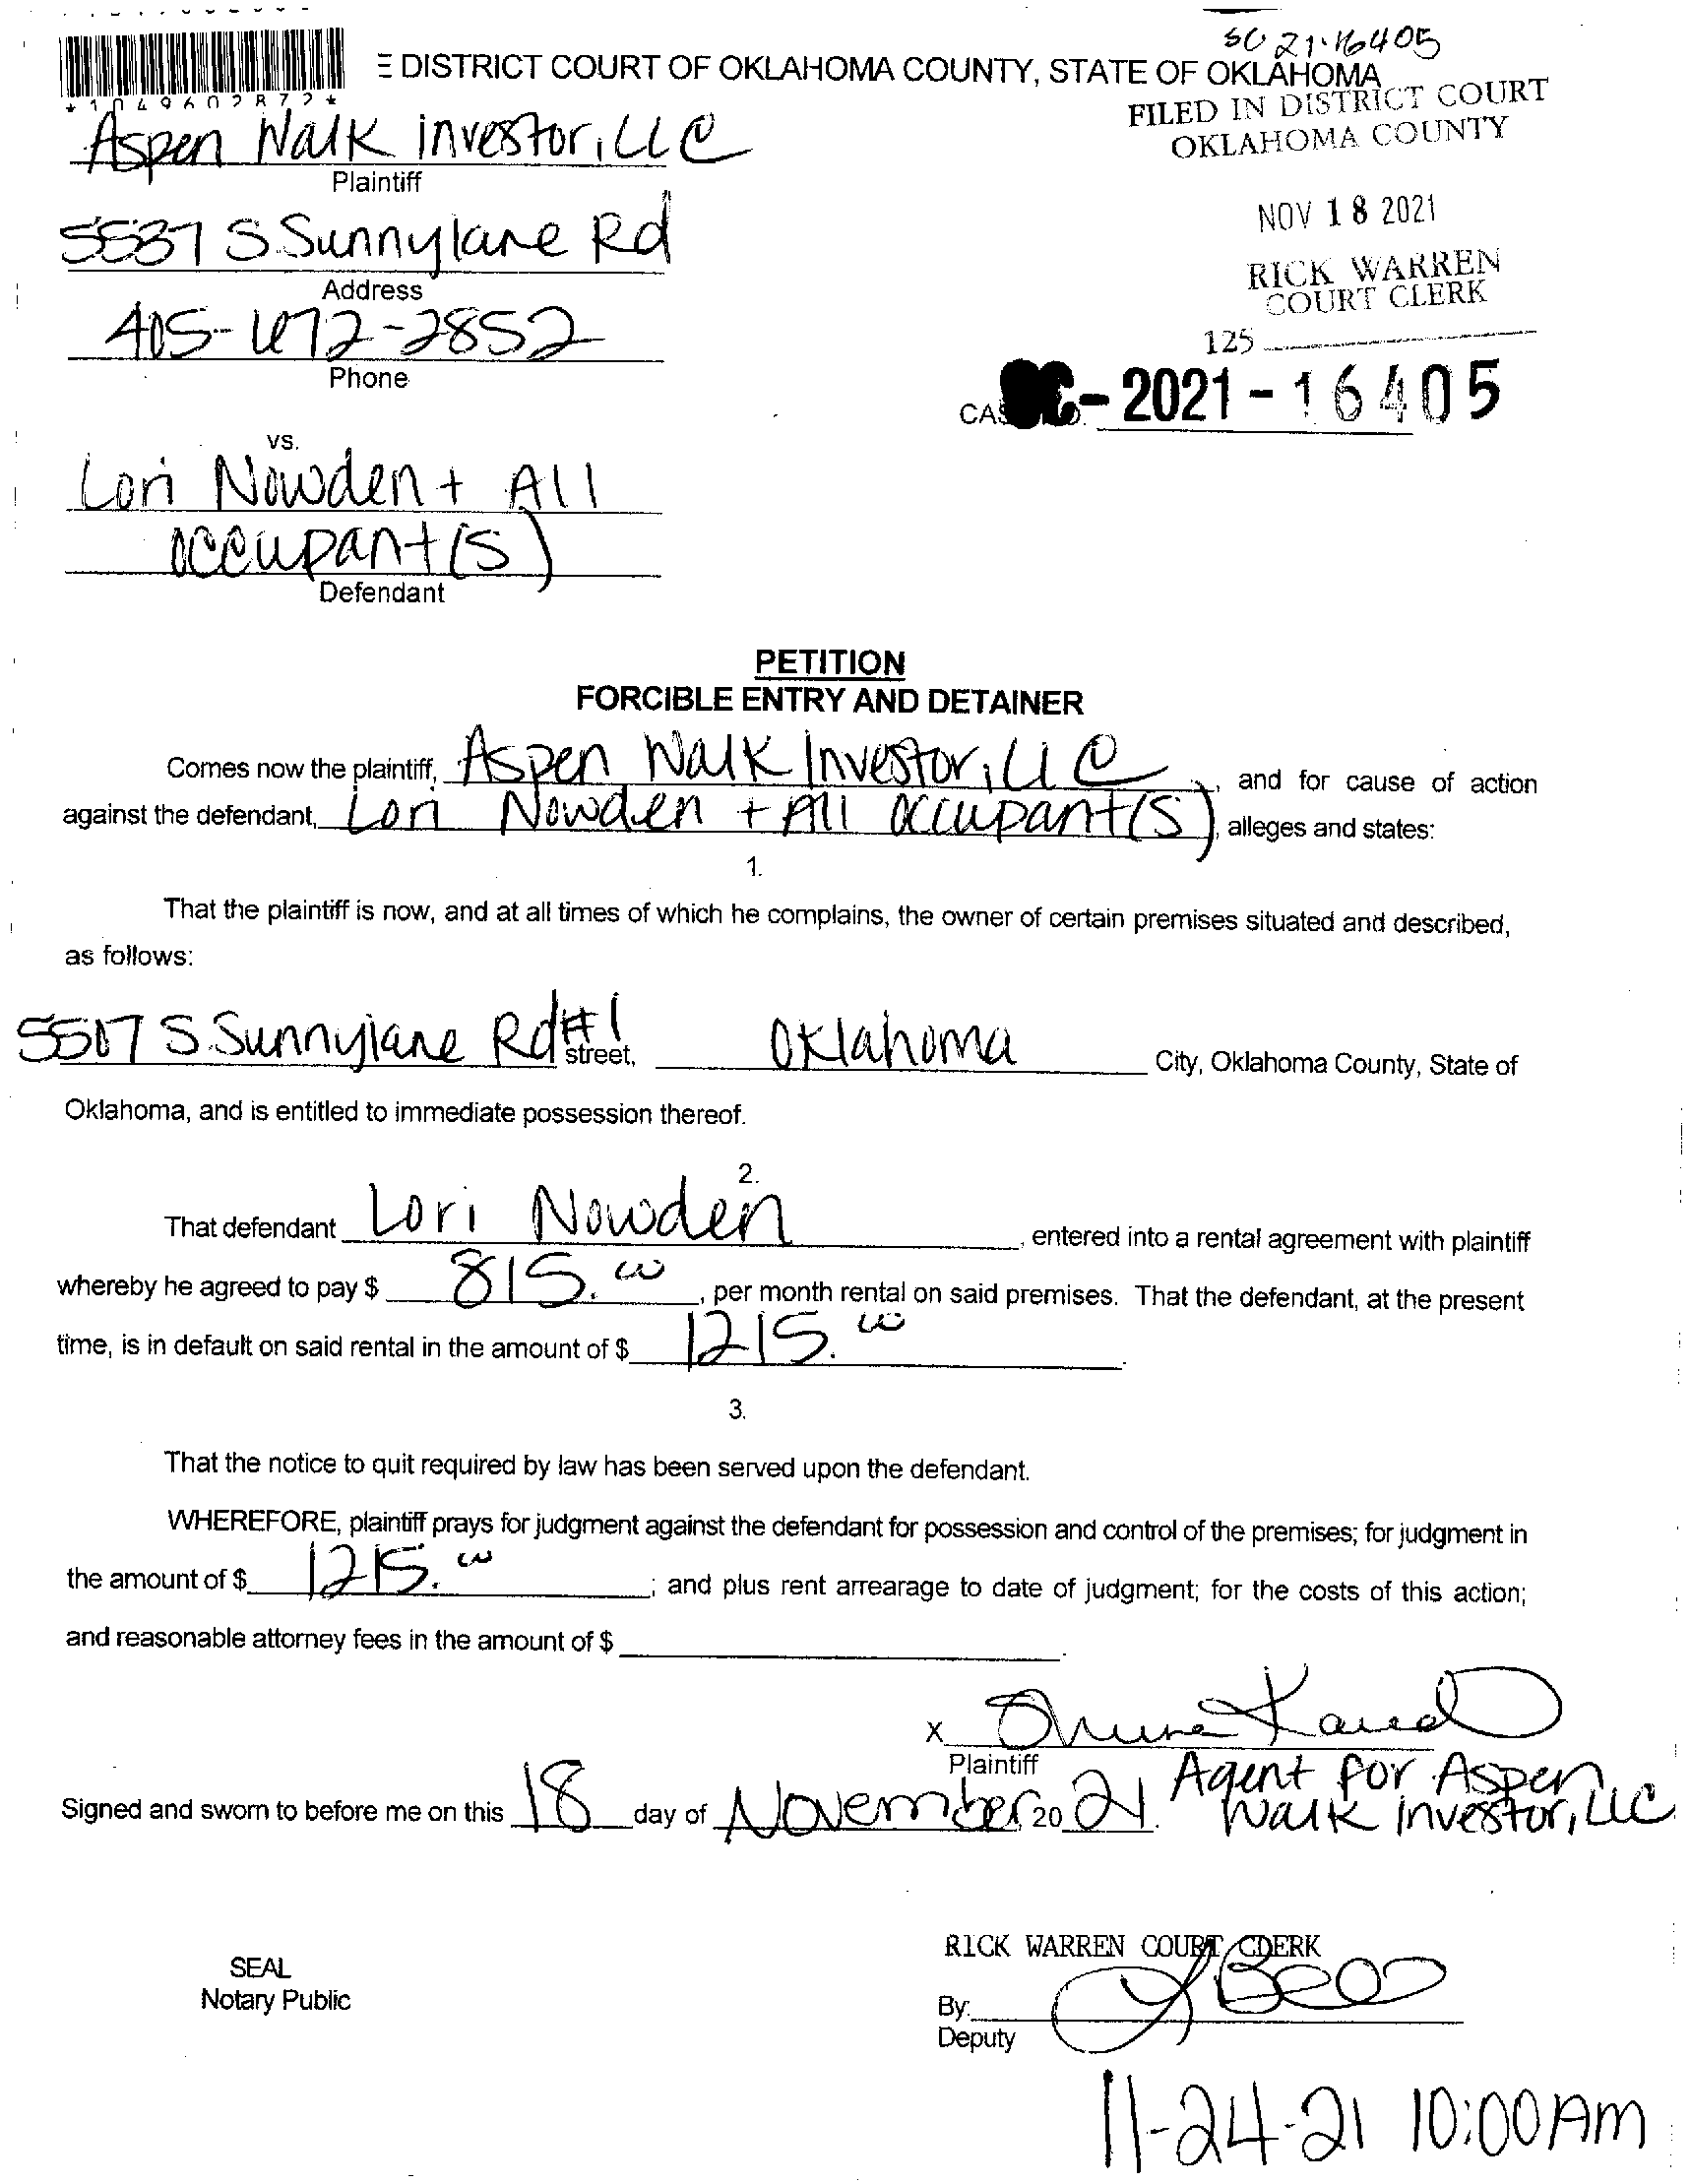 SC 21-16405
E DISTRICT COURT OF OKLAHOMA COUNTY, STATE OF OKLAHOMA
*1049602872*
FILED IN DISTRICT COURT
OKLAHOMA COUNTY
Aspen Walk investor, LLC
Plaintiff
NOV 18 2021
5537 S Sunnylane Rd
Address
RICK WARREN
COURT CLERK
405-672-2852
Phone
125
SC-2021-16405
vs.
Lori Nowden + All
occupant(s)
Defendant
PETITION
FORCIBLE ENTRY AND DETAINER
Comes now the plaintiff, Aspen Walk Investor, LLC, and for cause of action
against the defendant, Lori Nowden + All occupant(s), alleges and states:
1.
That the plaintiff is now, and at all times of which he complains, the owner of certain premises situated and described,
as follows:
5517 S Sunnylane Rd #1 street, Oklahoma City, Oklahoma County, State of
Oklahoma, and is entitled to immediate possession thereof.
2.
That defendant Lori Nowden, entered into a rental agreement with plaintiff
whereby he agreed to pay $ 815.00, per month rental on said premises. That the defendant, at the present
time, is in default on said rental in the amount of $ 1215.00.
3.
That the notice to quit required by law has been served upon the defendant.
WHEREFORE, plaintiff prays for judgment against the defendant for possession and control of the premises; for judgment in
the amount of $ 1215.00; and plus rent arrearage to date of judgment; for the costs of this action;
and reasonable attorney fees in the amount of $ .
X
Plaintiff
Agent for Aspen
Walk Investor, LLC
Signed and sworn to before me on this 18 day of November, 20 21.
RICK WARREN COURT CLERK
SEAL
Notary Public
By:
Deputy
11-24-21 10:00AM